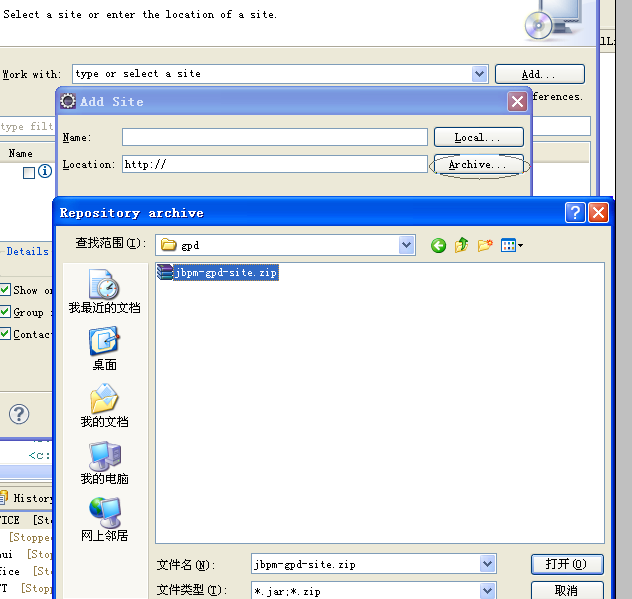 Select a site or enter the location of a site.
Work with: type or select a site Add...
ferences.
Add Site
type filt
Name: Local...
Name
Location: http:// Archive...
Repository archive
查找范围(I): gpd
Details
jbpm-gpd-site.zip
Show on
Group
Contac
我最近的文档
桌面
我的文档
我的电脑
网上邻居
<c:
History
ICE [St
[Stopped
ui [Stop
fice [St
T [Stopp
文件名(N): jbpm-gpd-site.zip 打开(O)
文件类型(T): *.jar;*.zip 取消